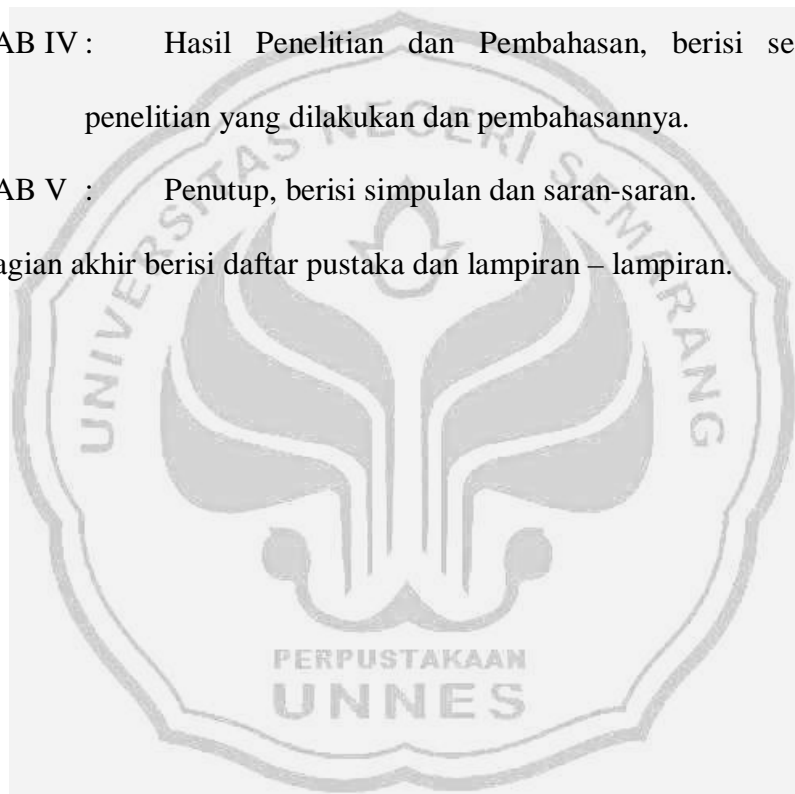 AB IV : Hasil Penelitian dan Pembahasan, berisi se
penelitian yang dilakukan dan pembahasannya.
AB V : Penutup, berisi simpulan dan saran-saran.
agian akhir berisi daftar pustaka dan lampiran – lampiran.
UNIVERSITAS NEGERI SEMARANG
PERPUSTAKAAN
UNNES